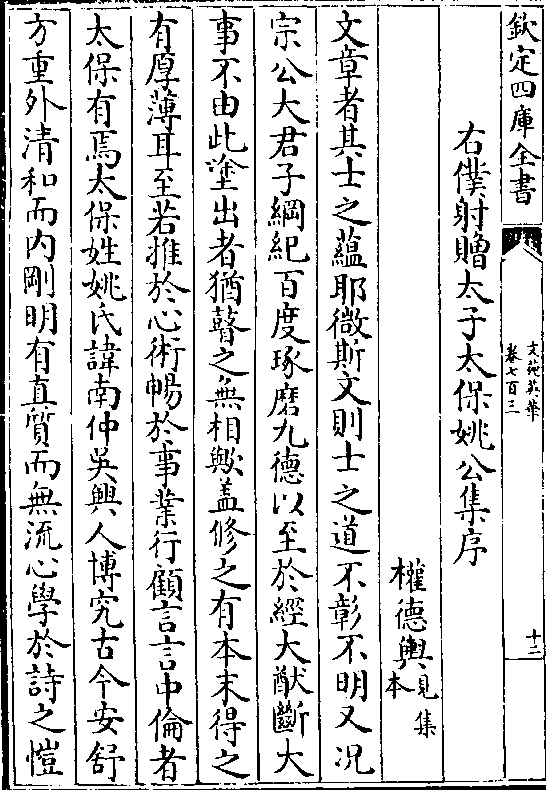 欽定四庫全書
文苑英華
卷七百三
十二
右僕射贈太子太保姚公集序
權德輿見集本
文章者其士之蘊耶微斯文則士之道不彰不明又况
宗公大君子綱紀百度琢磨九德以至於經大猷斷大
事不由此塗出者猶瞽之無相歟盖修之有本末得之
有厚薄耳至若推於心術暢於事業行顧言言中倫者
太保有焉太保姓姚氏諱南仲吳興人博究古今安舒
方重外清和而内剛明有直質而無流心學於詩之愷